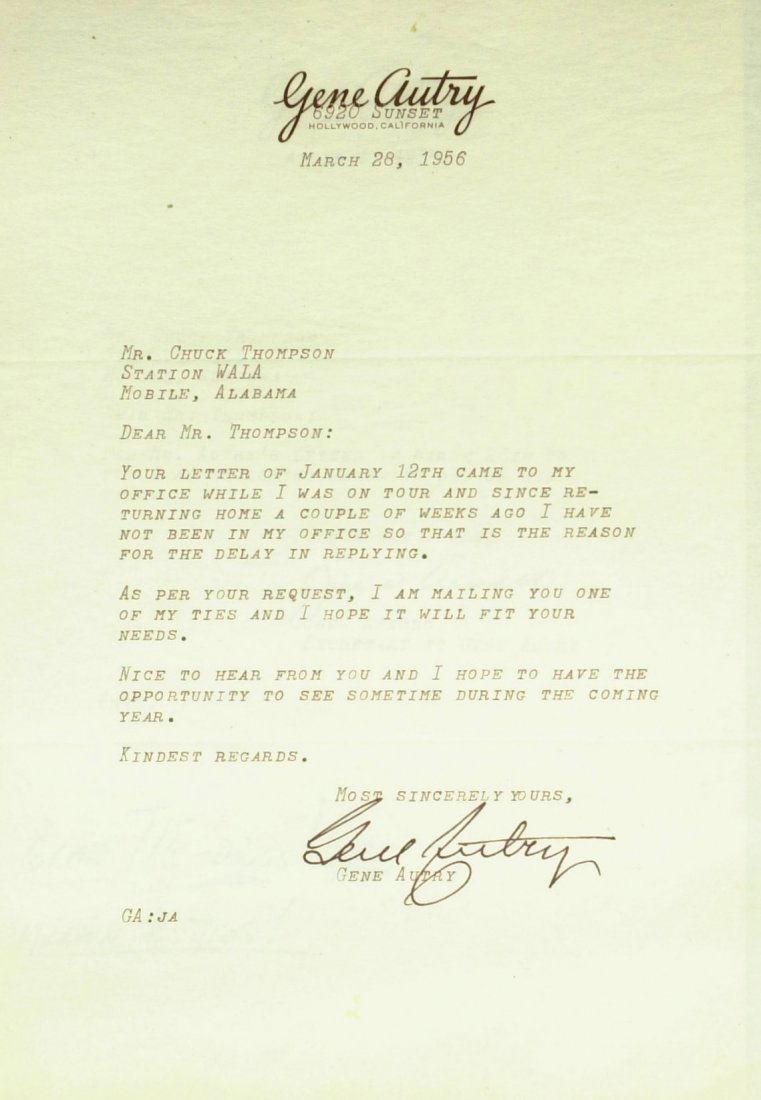 Gene Autry
6920 Sunset
HOLLYWOOD, CALIFORNIA
March 28, 1956
Mr. Chuck Thompson
Station WALA
Mobile, Alabama
Dear Mr. Thompson:
Your letter of January 12th came to my
office while I was on tour and since re-
turning home a couple of weeks ago I have
not been in my office so that is the reason
for the delay in replying.
As per your request, I am mailing you one
of my ties and I hope it will fit your
needs.
Nice to hear from you and I hope to have the
opportunity to see sometime during the coming
year.
Kindest regards.
Most sincerely yours,
Gene Autry
Gene Autry
GA:ja